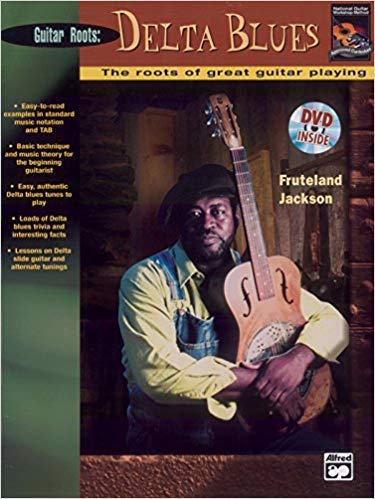 Guitar Roots:
DELTA BLUES
National Guitar
Workshop Method
Approved Curriculum
The roots of great guitar playing
• Easy-to-read
examples in standard
music notation
and TAB
• Basic technique
and music theory for
the beginning
guitarist
• Easy, authentic
Delta blues tunes to
play
• Loads of Delta
blues trivia and
interesting facts
• Lessons on Delta
slide guitar and
alternate tunings
DVD
INSIDE
Fruteland
Jackson
Alfred